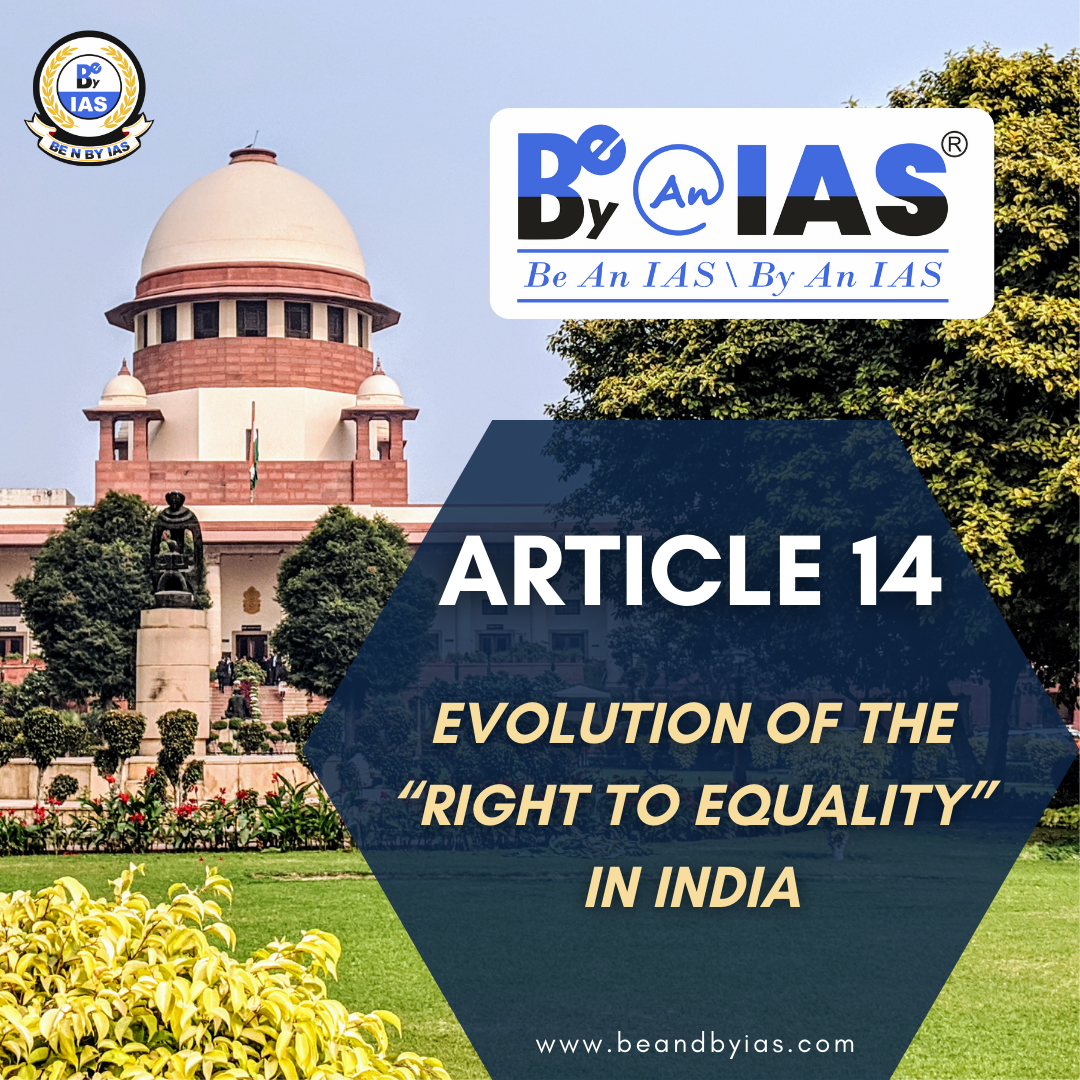 Be
By
IAS
BE N BY IAS
Be By An IAS ®
Be An IAS \ By An IAS
ARTICLE 14
EVOLUTION OF THE
“RIGHT TO EQUALITY”
IN INDIA
www.beandbyias.com